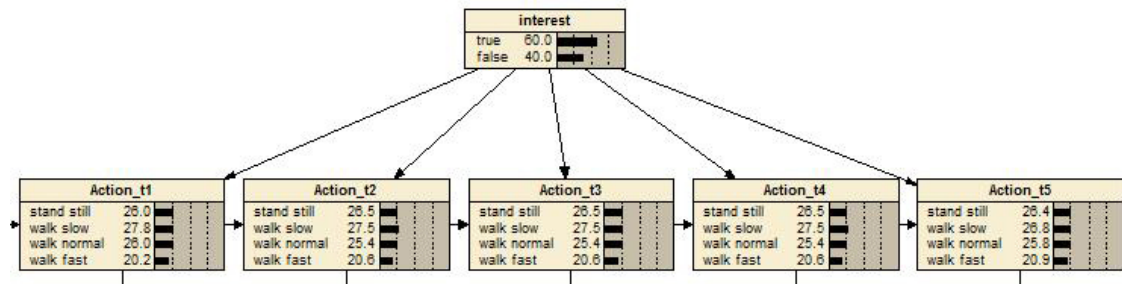 interest
true 60.0
false 40.0
Action_t1
stand still 26.0
walk slow 27.8
walk normal 26.0
walk fast 20.2
Action_t2
stand still 26.5
walk slow 27.5
walk normal 25.4
walk fast 20.6
Action_t3
stand still 26.5
walk slow 27.5
walk normal 25.4
walk fast 20.6
Action_t4
stand still 26.5
walk slow 27.5
walk normal 25.4
walk fast 20.6
Action_t5
stand still 26.4
walk slow 26.8
walk normal 25.8
walk fast 20.9